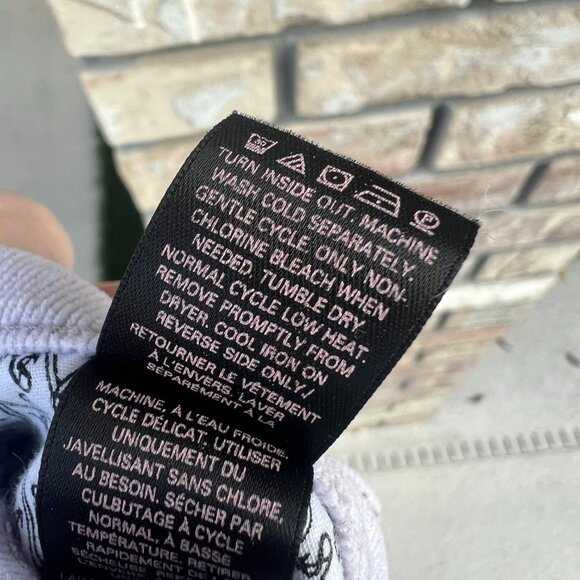 TURN INSIDE OUT. MACHINE
WASH COLD SEPARATELY,
GENTLE CYCLE. ONLY NON-
CHLORINE BLEACH WHEN
NEEDED. TUMBLE DRY,
NORMAL CYCLE LOW HEAT
REMOVE PROMPTLY FROM
DRYER. COOL IRON ON
REVERSE SIDE ONLY/
RETOURNER LE VÊTEMENT
À L'ENVERS, LAVER
SÉPARÉMENT À LA
MACHINE, À L'EAU FROIDE,
CYCLE DÉLICAT, UTILISER
UNIQUEMENT DU
JAVELLISANT SANS CHLORE,
AU BESOIN, SÉCHER PAR
CULBUTAGE À CYCLE
NORMAL, À BASSE
TEMPÉRATURE, RETIRER
RAPIDEMENT DE LA